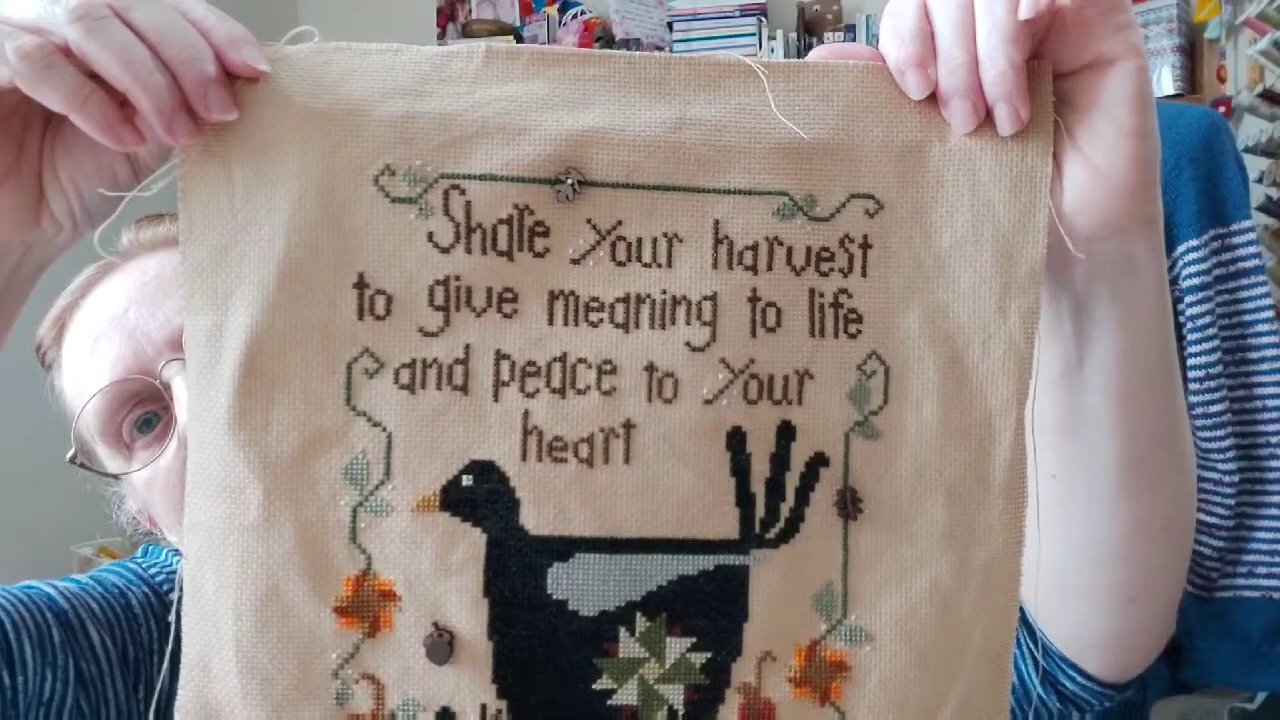 Share Your harvest
to give meaning to life
and peace to Your
heart